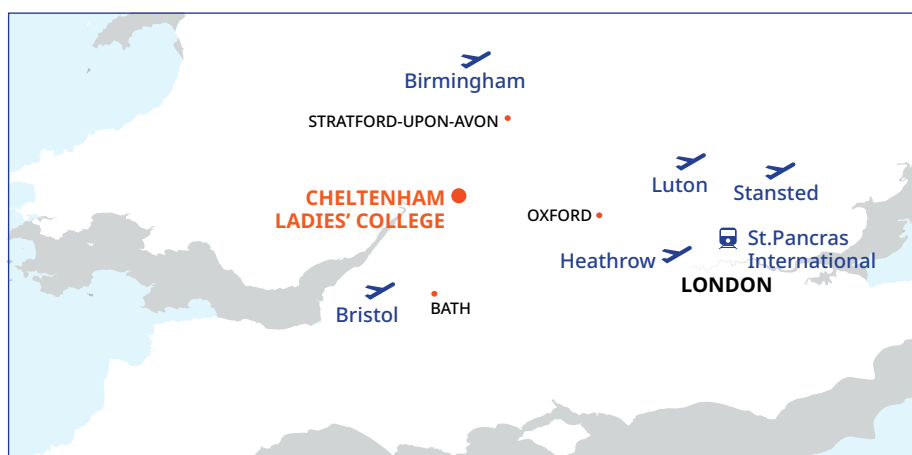 Birmingham
STRATFORD-UPON-AVON
Luton
Stansted
CHELTENHAM
LADIES’ COLLEGE
OXFORD
St.Pancras
International
Heathrow
LONDON
Bristol
BATH